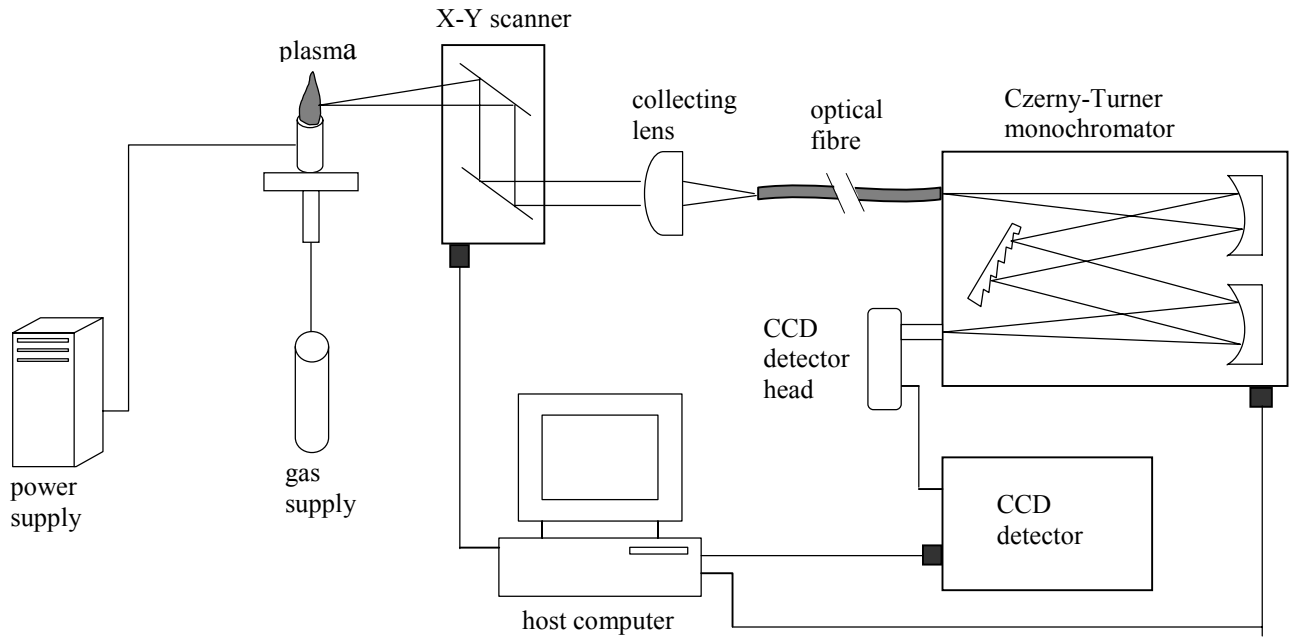 X-Y scanner
plasma
collecting
lens
optical
fibre
Czerny-Turner
monochromator
CCD
detector
head
power
supply
gas
supply
CCD
detector
host computer